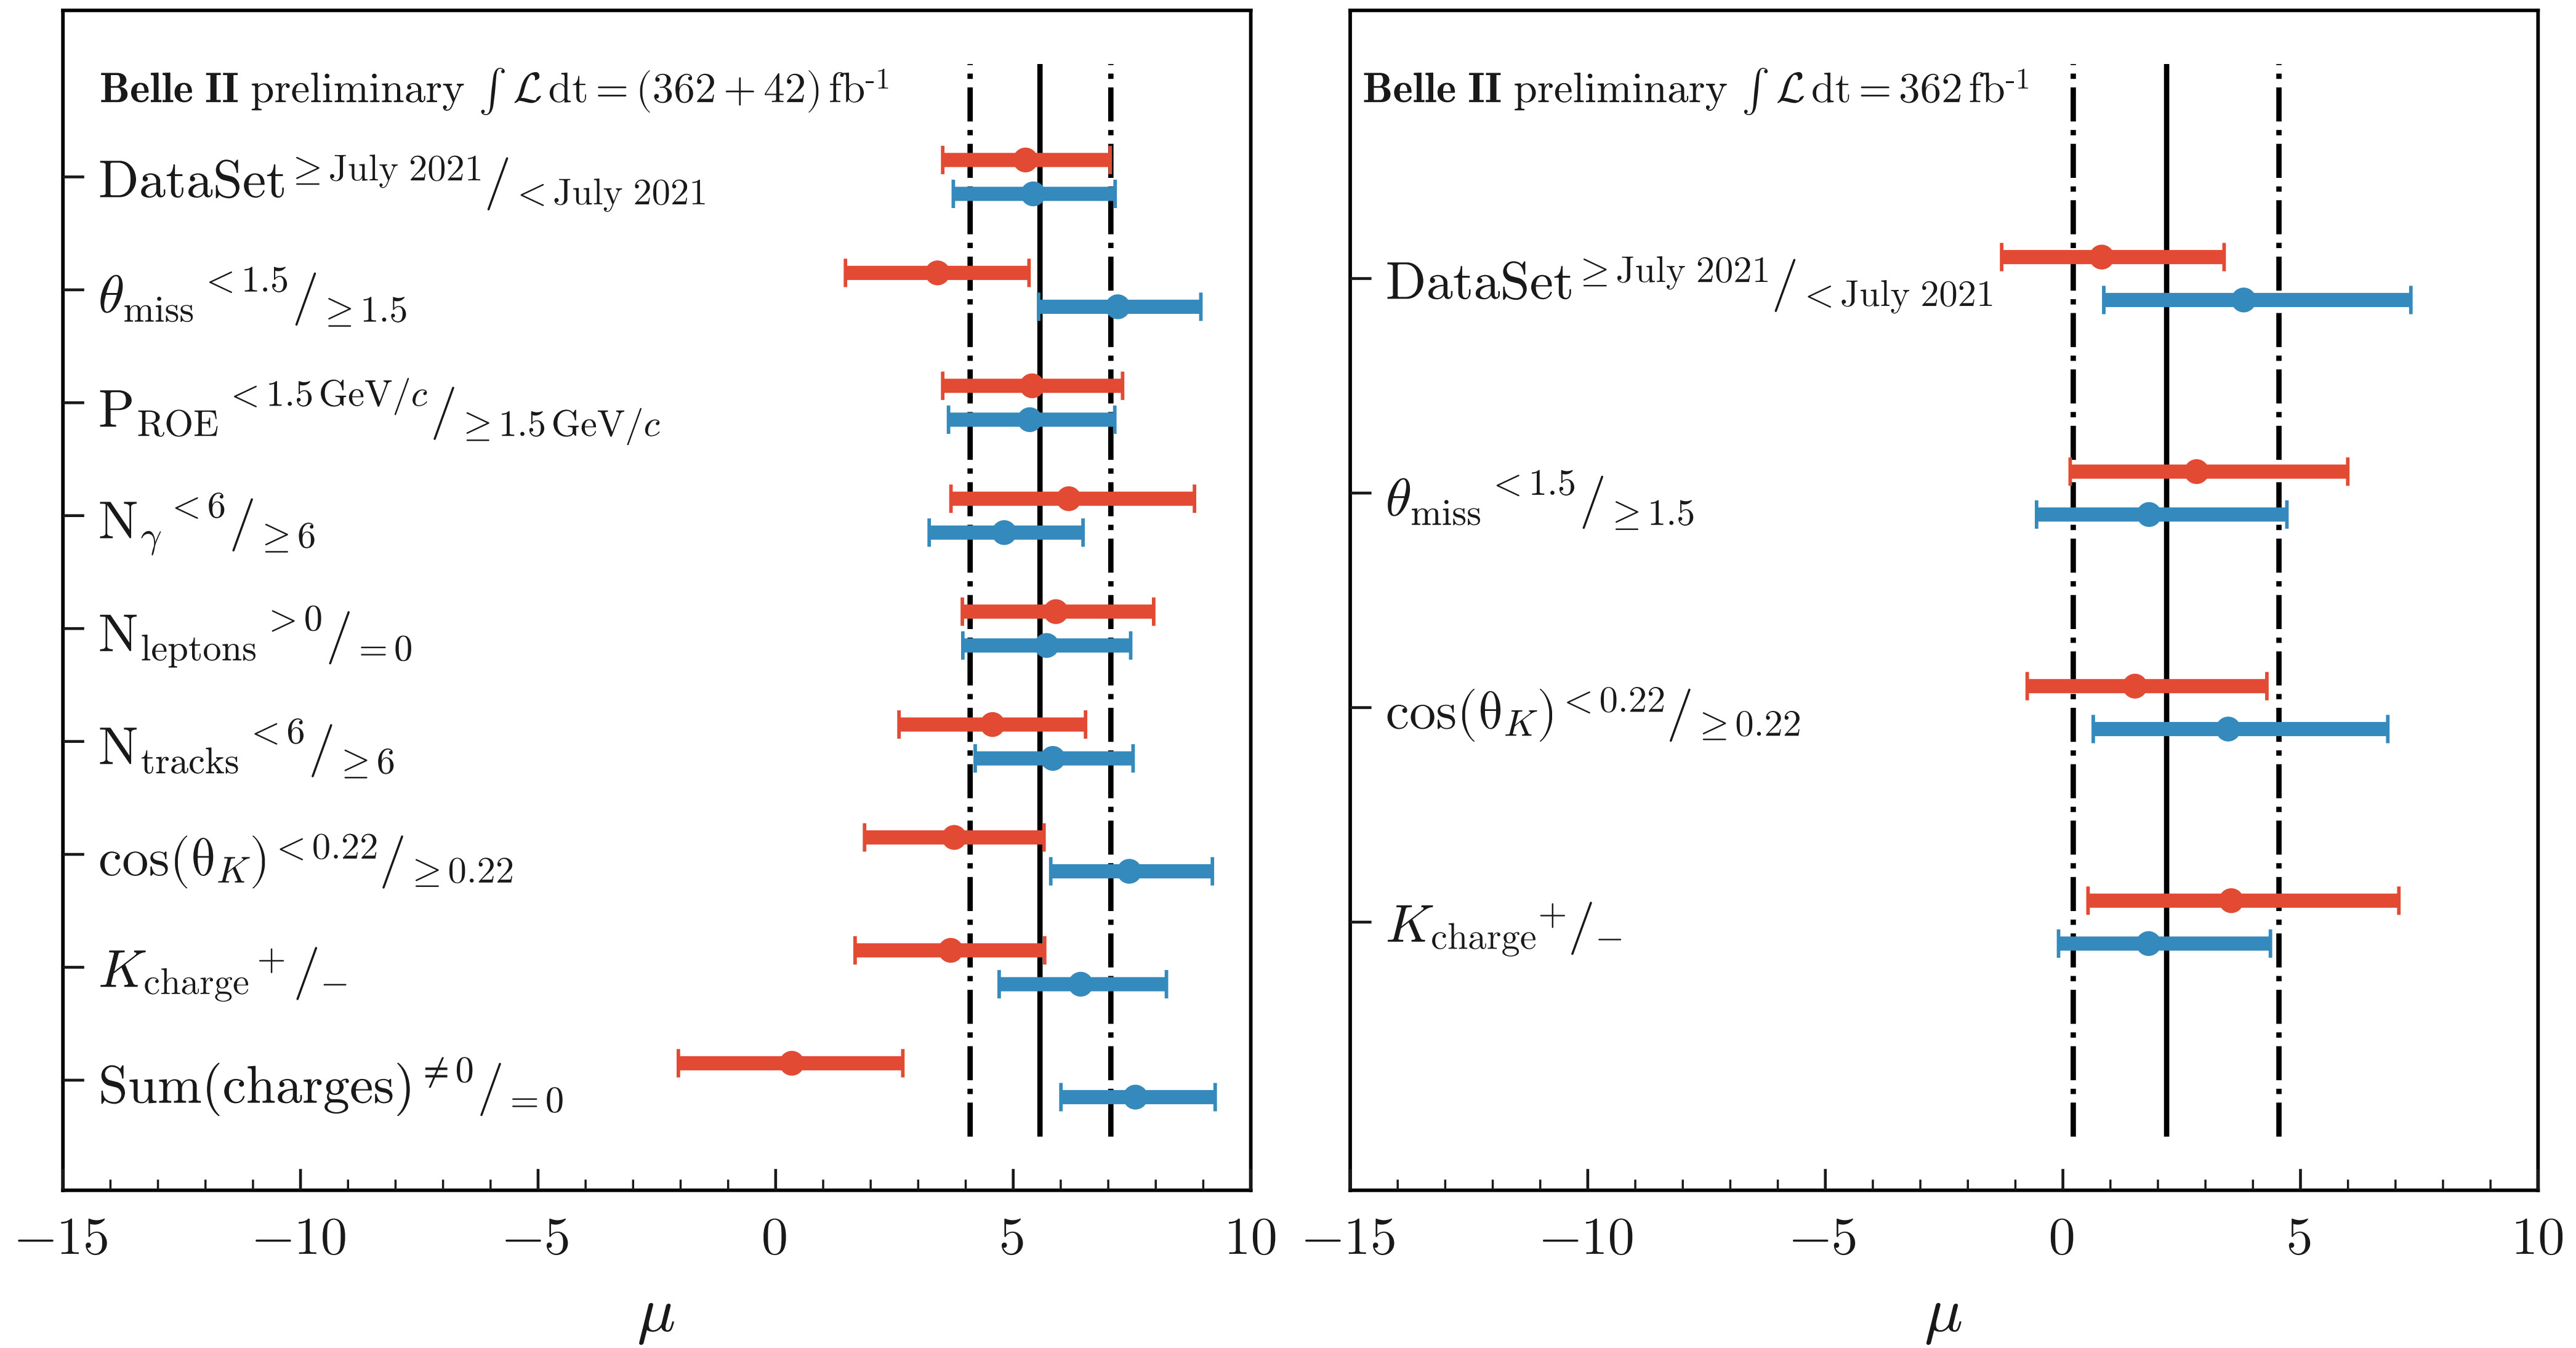 Belle II preliminary ∫ℒ dt = (362 + 42) fb⁻¹
DataSet ≥ July 2021 / < July 2021
θmiss < 1.5 / ≥ 1.5
PROE < 1.5 GeV/c / ≥ 1.5 GeV/c
Nγ < 6 / ≥ 6
Nleptons > 0 / = 0
Ntracks < 6 / ≥ 6
cos(θK) < 0.22 / ≥ 0.22
Kcharge + / −
Sum(charges) ≠ 0 / = 0
−15 −10 −5 0 5 10
μ
Belle II preliminary ∫ℒ dt = 362 fb⁻¹
DataSet ≥ July 2021 / < July 2021
θmiss < 1.5 / ≥ 1.5
cos(θK) < 0.22 / ≥ 0.22
Kcharge + / −
−15 −10 −5 0 5 10
μ